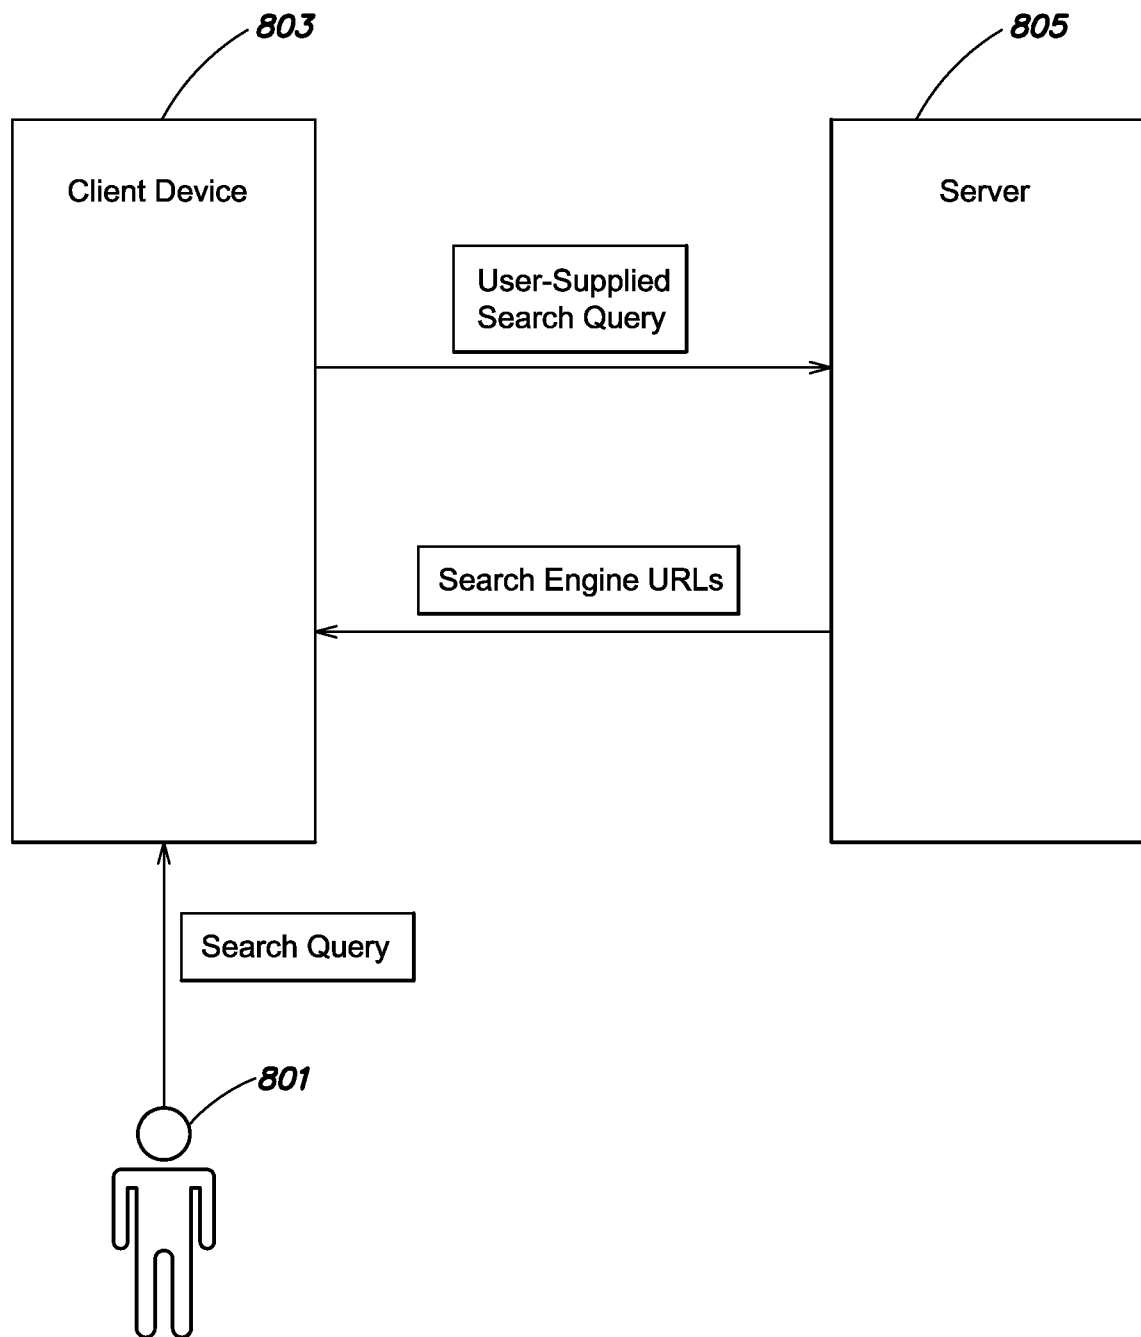 803
805
Client Device
Server
User-Supplied
Search Query
Search Engine URLs
Search Query
801